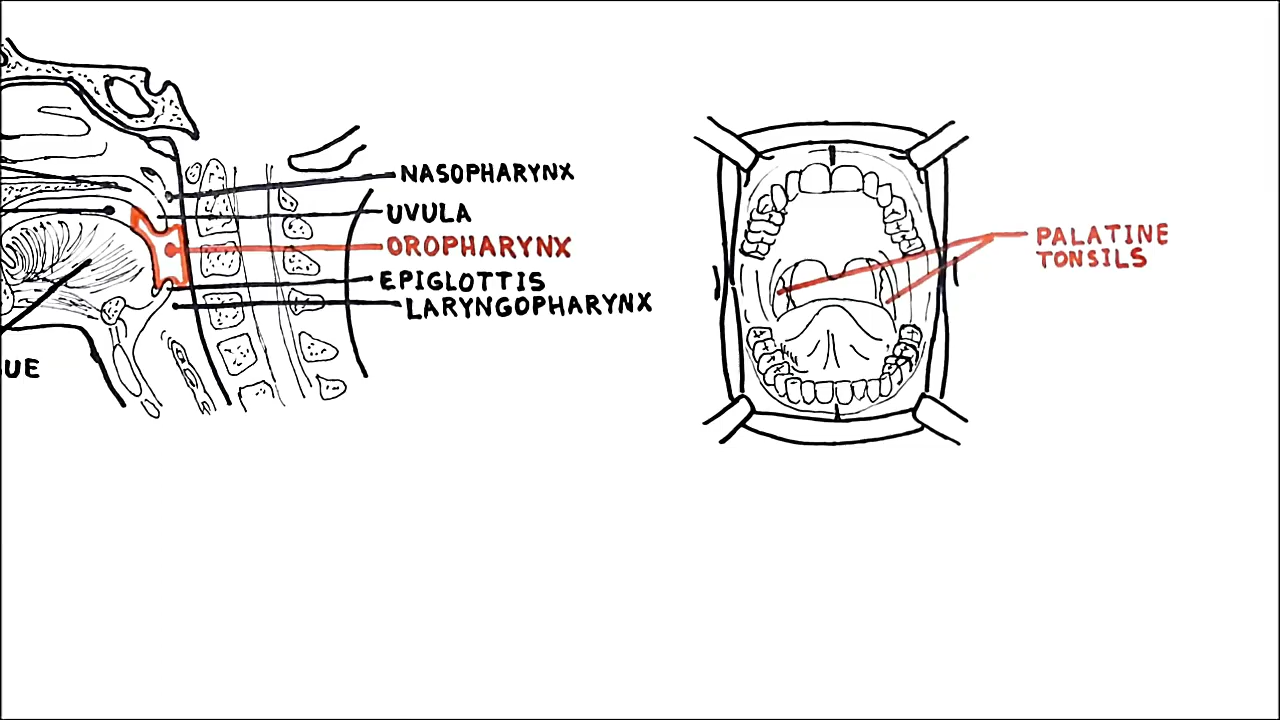 NASOPHARYNX
UVULA
OROPHARYNX
EPIGLOTTIS
LARYNGOPHARYNX
UE
PALATINE
TONSILS